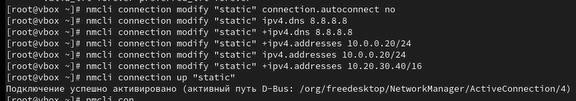 [root@vbox ~]# nmcli connection modify "static" connection.autoconnect no
[root@vbox ~]# nmcli connection modify "static" ipv4.dns 8.8.8.8
[root@vbox ~]# nmcli connection modify "static" +ipv4.dns 8.8.8.8
[root@vbox ~]# nmcli connection modify "static" +ipv4.addresses 10.0.0.20/24
[root@vbox ~]# nmcli connection modify "static" ipv4.addresses 10.0.0.20/24
[root@vbox ~]# nmcli connection modify "static" +ipv4.addresses 10.20.30.40/16
[root@vbox ~]# nmcli connection up "static"
Подключение успешно активировано (активный путь D-Bus: /org/freedesktop/NetworkManager/ActiveConnection/4)
[root@vbox ~]# nmcli con